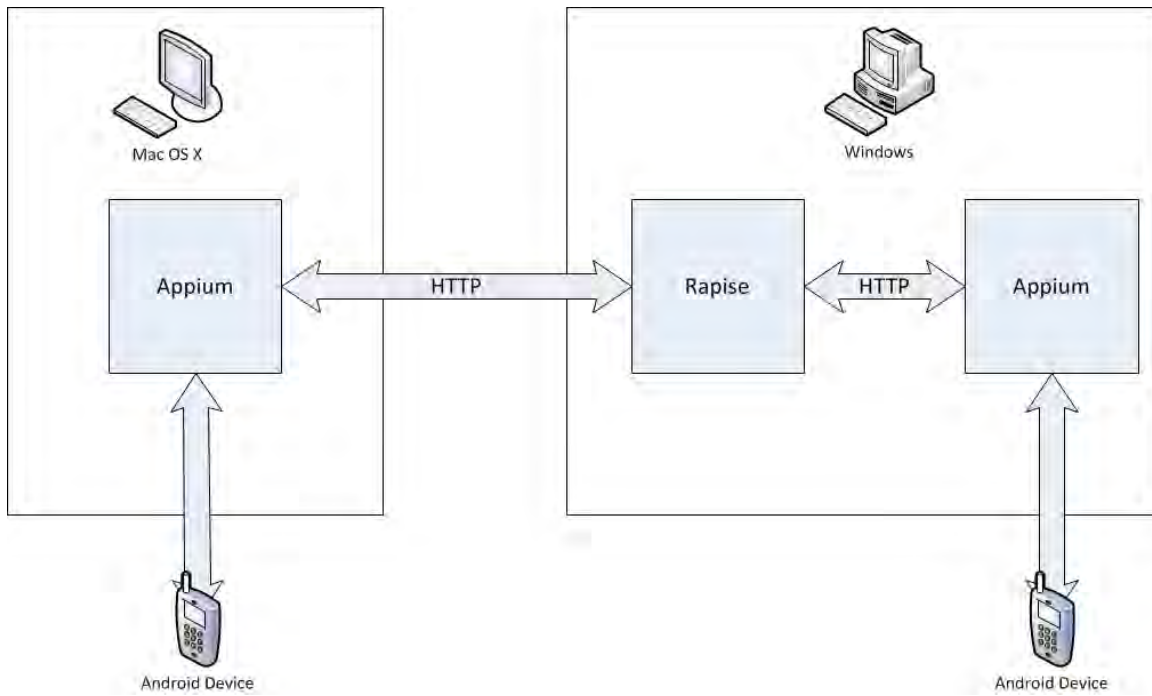 Mac OS X
Windows
Appium
HTTP
Rapise
HTTP
Appium
Android Device
Android Device